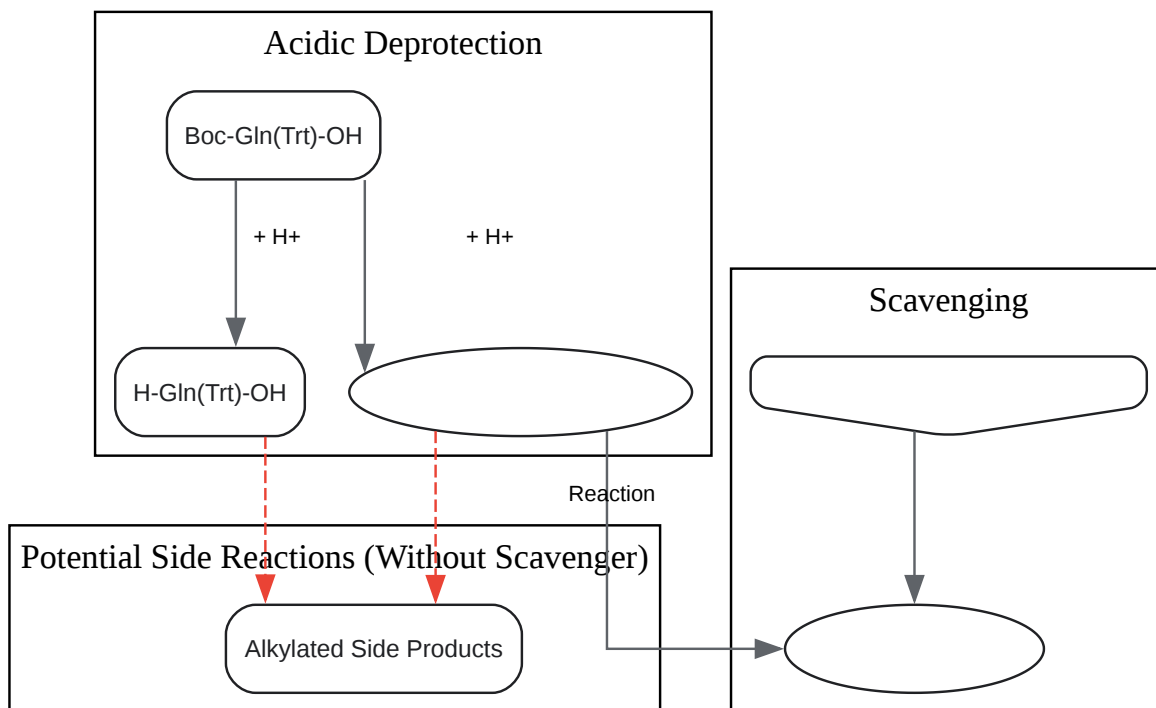 Acidic Deprotection
Boc-Gln(Trt)-OH
+ H+
+ H+
Scavenging
H-Gln(Trt)-OH
Reaction
Potential Side Reactions (Without Scavenger)
Alkylated Side Products